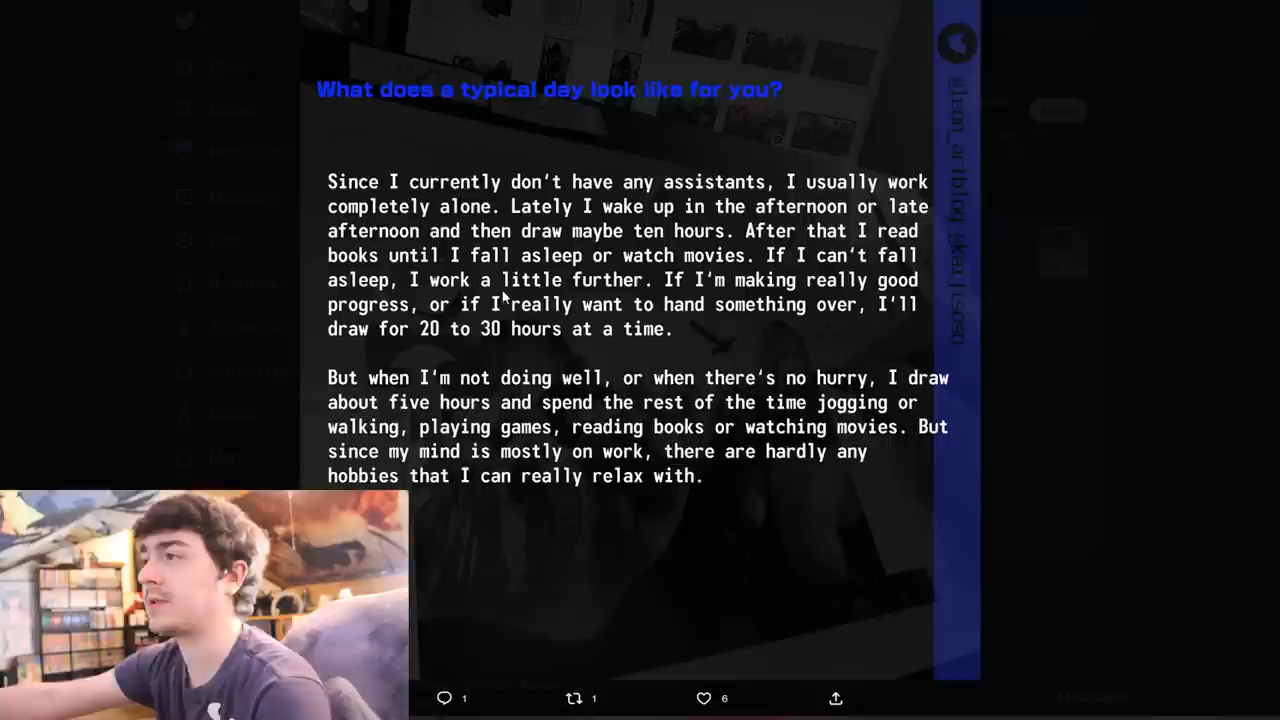 What does a typical day look like for you?
Since I currently don't have any assistants, I usually work
completely alone. Lately I wake up in the afternoon or late
afternoon and then draw maybe ten hours. After that I read
books until I fall asleep or watch movies. If I can't fall
asleep, I work a little further. If I'm making really good
progress, or if I really want to hand something over, I'll
draw for 20 to 30 hours at a time.
But when I'm not doing well, or when there's no hurry, I draw
about five hours and spend the rest of the time jogging or
walking, playing games, reading books or watching movies. But
since my mind is mostly on work, there are hardly any
hobbies that I can really relax with.
1
1
6